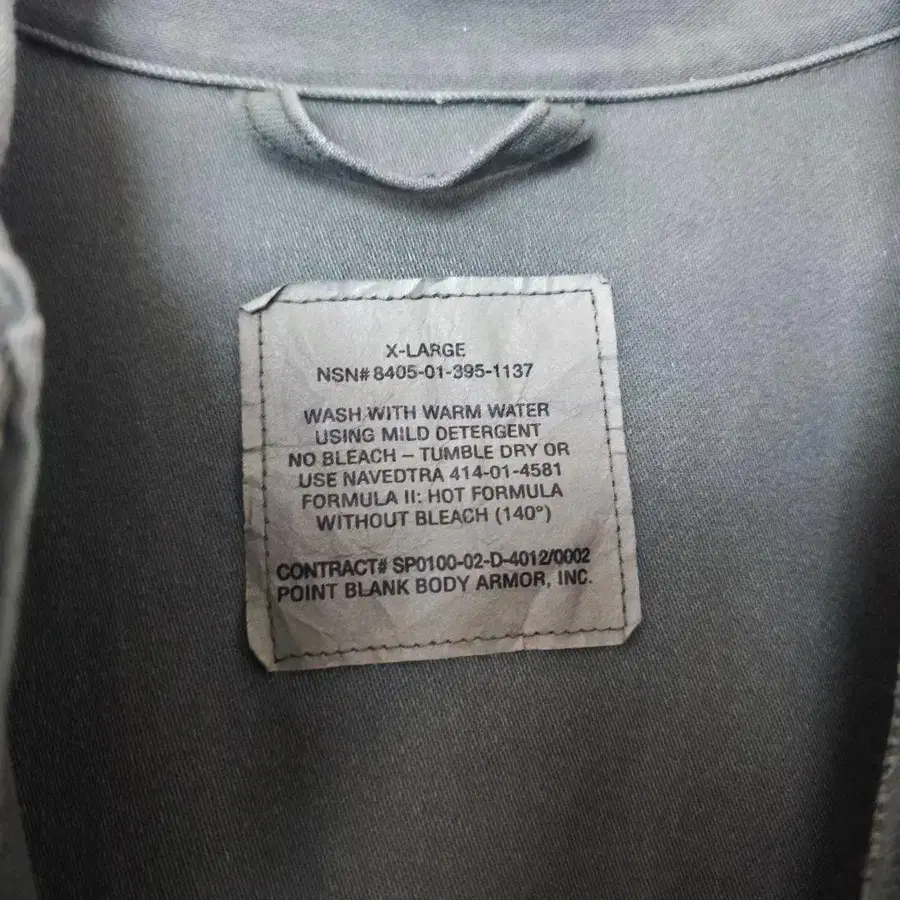 X-LARGE
NSN# 8405-01-395-1137
WASH WITH WARM WATER
USING MILD DETERGENT
NO BLEACH – TUMBLE DRY OR
USE NAVEDTRA 414-01-4581
FORMULA II: HOT FORMULA
WITHOUT BLEACH (140°)
CONTRACT# SP0100-02-D-4012/0002
POINT BLANK BODY ARMOR, INC.